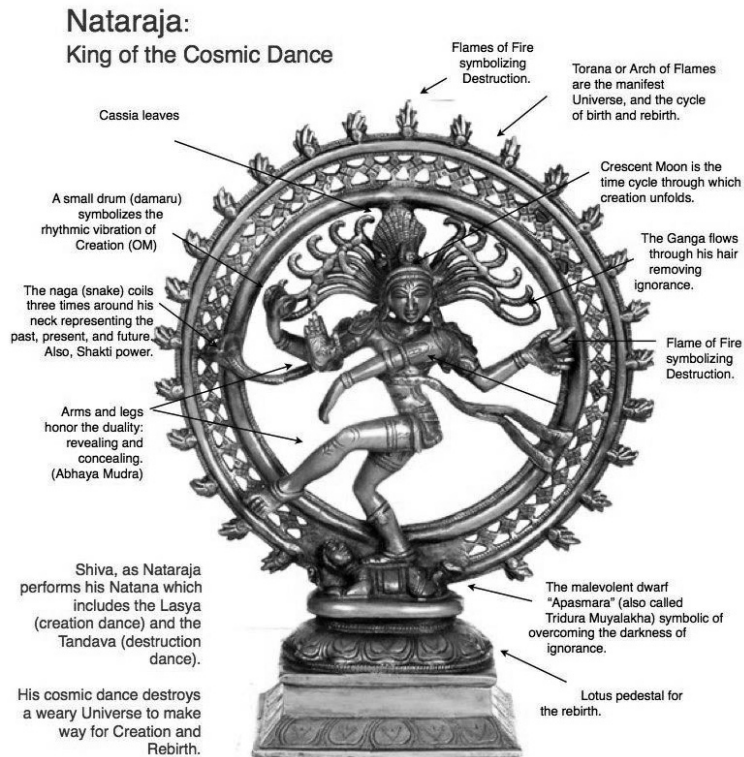 Nataraja:
King of the Cosmic Dance
Flames of Fire
symbolizing
Destruction.
Torana or Arch of Flames
are the manifest
Universe, and the cycle
of birth and rebirth.
Cassia leaves
Crescent Moon is the
time cycle through which
creation unfolds.
A small drum (damaru)
symbolizes the
rhythmic vibration of
Creation (OM)
The Ganga flows
through his hair
removing
ignorance.
The naga (snake) coils
three times around his
neck representing the
past, present, and future.
Also, Shakti power.
Flame of Fire
symbolizing
Destruction.
Arms and legs
honor the duality:
revealing and
concealing.
(Abhaya Mudra)
Shiva, as Nataraja
performs his Natana which
includes the Lasya
(creation dance) and the
Tandava (destruction
dance).
His cosmic dance destroys
a weary Universe to make
way for Creation and
Rebirth.
The malevolent dwarf
"Apasmara" (also called
Tridura Muyalakha) symbolic of
overcoming the darkness of
ignorance.
Lotus pedestal for
the rebirth.